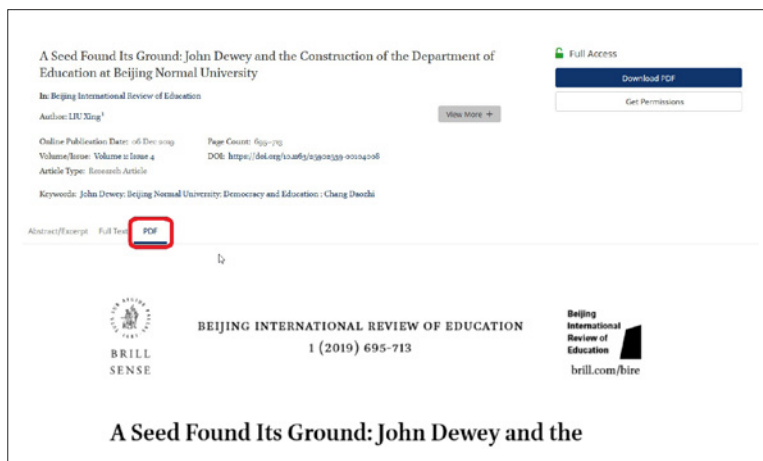 A Seed Found Its Ground: John Dewey and the Construction of the Department of
Education at Beijing Normal University
In: Beijing International Review of Education
Author: LIU Xing 1
View More +
Online Publication Date: 06 Dec 2019
Page Count: 695–713
Volume/Issue: Volume 1: Issue 4
DOI: https://doi.org/10.1163/25902539-00104008
Article Type: Research Article
Keywords: John Dewey; Beijing Normal University; Democracy and Education ; Chang Daozhi
Full Access
Download PDF
Get Permissions
Abstract/Excerpt Full Text PDF
BRILL
SENSE
BEIJING INTERNATIONAL REVIEW OF EDUCATION
1 (2019) 695-713
Beijing
International
Review of
Education
brill.com/bire
A Seed Found Its Ground: John Dewey and the